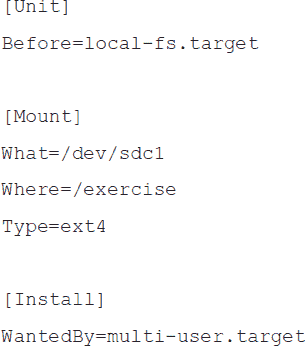 [Unit]
Before=local-fs.target
[Mount]
What=/dev/sdc1
Where=/exercise
Type=ext4
[Install]
WantedBy=multi-user.target